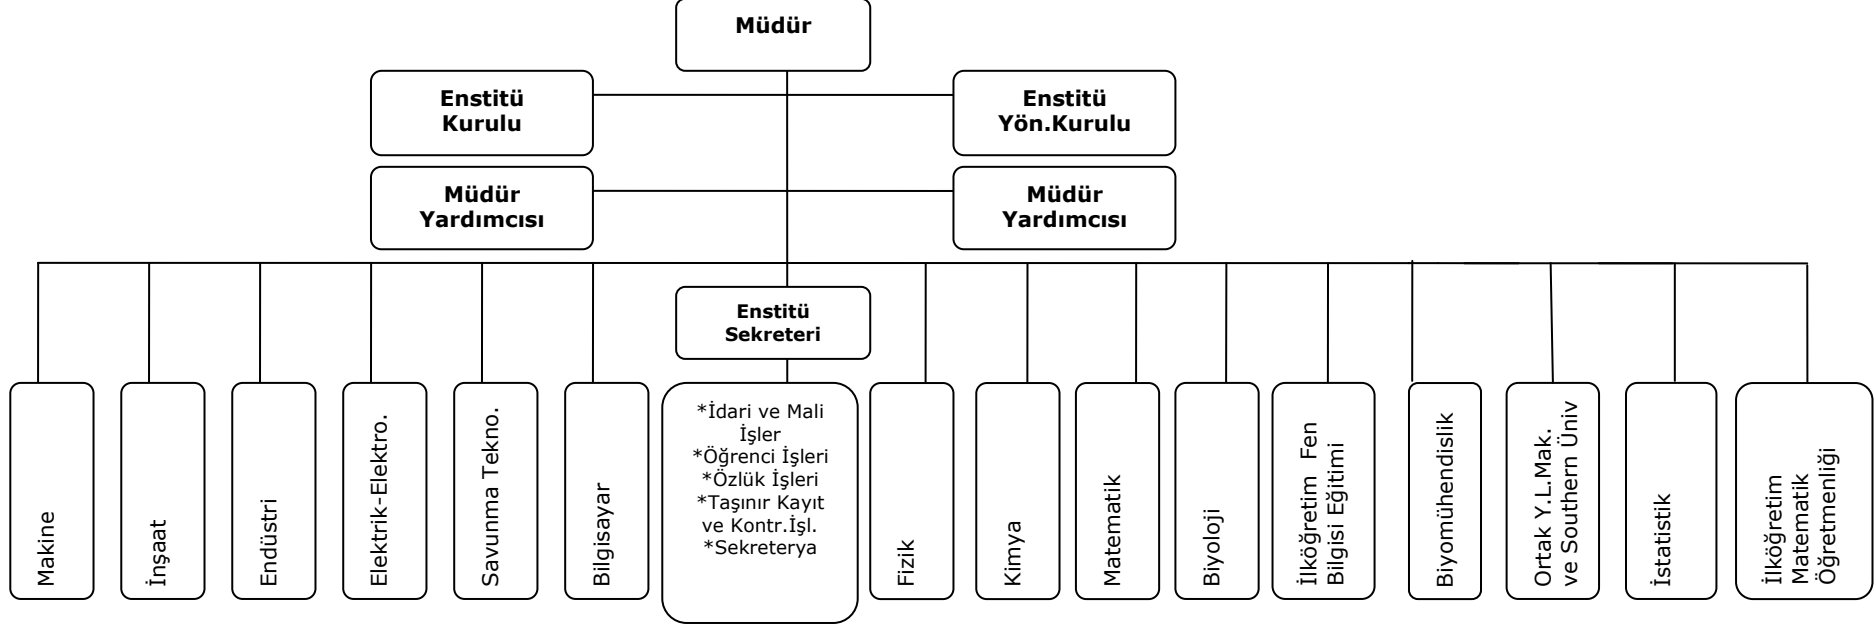 Müdür
Enstitü
Kurulu
Enstitü
Yön.Kurulu
Müdür
Yardımcısı
Müdür
Yardımcısı
Enstitü
Sekreteri
Makine
İnşaat
Endüstri
Elektrik-Elektro.
Savunma Tekno.
Bilgisayar
*İdari ve Mali
İşler
*Öğrenci İşleri
*Özlük İşleri
*Taşınır Kayıt
ve Kontr.İşl.
*Sekreterya
Fizik
Kimya
Matematik
Biyoloji
İlköğretim Fen
Bilgisi Eğitimi
Biyomühendislik
Ortak Y.L.Mak.
ve Southern Üniv
İstatistik
İlköğretim
Matematik
Öğretmenliği